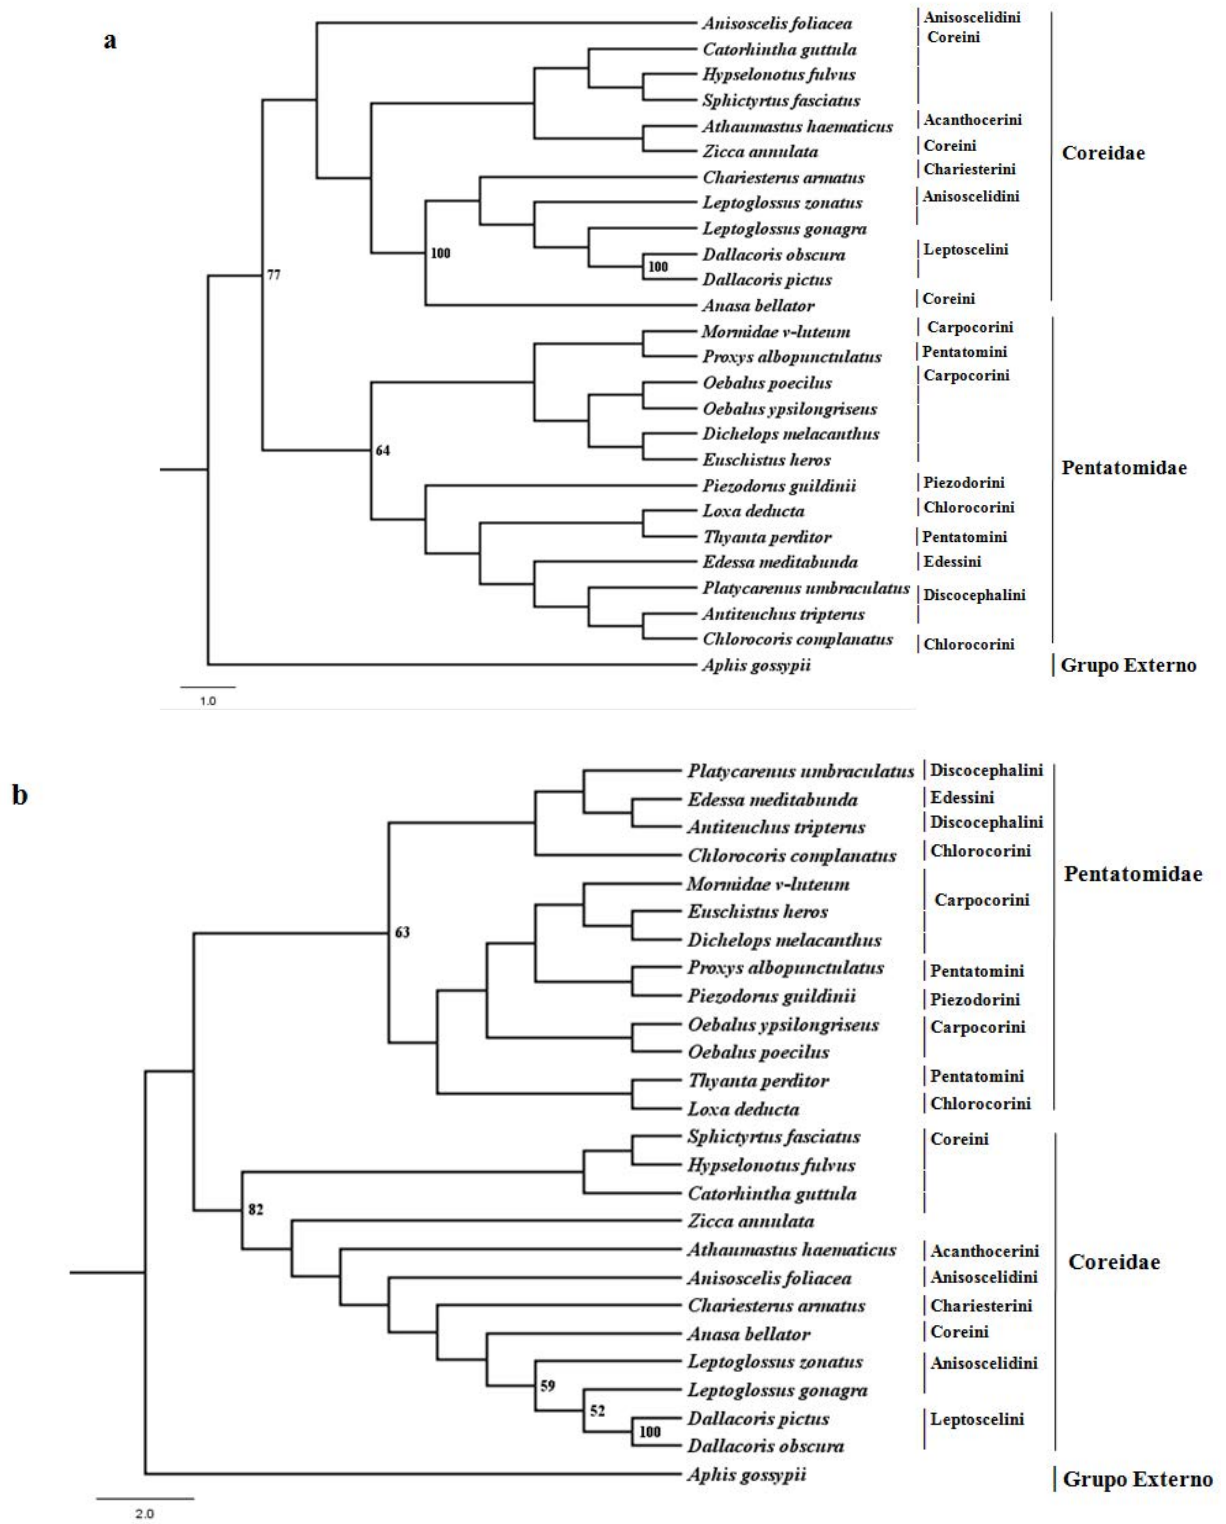 a
Anisoscelis foliacea
Anisoscelidini
Catorhintha guttula
Coreini
Hypselonotus fulvus
Sphictyrtus fasciatus
Athaumastus haematicus
Acanthocerini
Zicca annulata
Coreini
Coreidae
Chariesterus armatus
Chariesterini
Leptoglossus zonatus
Anisoscelidini
Leptoglossus gonagra
Dallacoris obscura
Leptoscelini
100
100
Dallacoris pictus
77
Anasa bellator
Coreini
Mormidae v-luteum
Carpocorini
Proxys albopunctulatus
Pentatomini
Oebalus poecilus
Carpocorini
Oebalus ypsilongriseus
Dichelops melacanthus
64
Euschistus heros
Pentatomidae
Piezodorus guildinii
Piezodorini
Loxa deducta
Chlorocorini
Thyanta perditor
Pentatomini
Edessa meditabunda
Edessini
Platycarenus umbraculatus
Discocephalini
Antiteuchus tripterus
Chlorocoris complanatus
Chlorocorini
Aphis gossypii
Grupo Externo
1.0
b
Platycarenus umbraculatus
Discocephalini
Edessa meditabunda
Edessini
Antiteuchus tripterus
Discocephalini
Chlorocoris complanatus
Chlorocorini
Pentatomidae
Mormidae v-luteum
Carpocorini
Euschistus heros
63
Dichelops melacanthus
Proxys albopunctulatus
Pentatomini
Piezodorus guildinii
Piezodorini
Oebalus ypsilongriseus
Carpocorini
Oebalus poecilus
Thyanta perditor
Pentatomini
Loxa deducta
Chlorocorini
Sphictyrtus fasciatus
Coreini
Hypselonotus fulvus
Catorhintha guttula
82
Zicca annulata
Athaumastus haematicus
Acanthocerini
Coreidae
Anisoscelis foliacea
Anisoscelidini
Chariesterus armatus
Chariesterini
Anasa bellator
Coreini
Leptoglossus zonatus
Anisoscelidini
59
Leptoglossus gonagra
52
Dallacoris pictus
Leptoscelini
100
Dallacoris obscura
Aphis gossypii
Grupo Externo
2.0